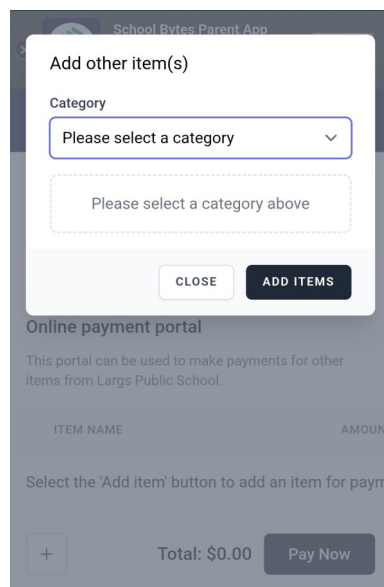 School Bytes Parent App
Add other item(s)
Category
Please select a category
Please select a category above
CLOSE
ADD ITEMS
Online payment portal
This portal can be used to make payments for other
items from Largs Public School.
ITEM NAME AMOUN
Select the 'Add item' button to add an item for paym
+ Total: $0.00 Pay Now